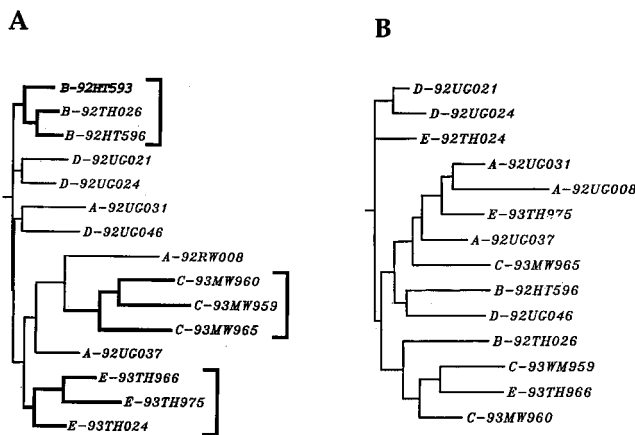 A
B-92HT593
B-92TH026
B-92HT596
D-92UG021
D-92UG024
A-92UG031
D-92UG046
A-92RW008
C-93MW960
C-93MW959
C-93MW965
A-92UG037
E-93TH966
E-93TH975
E-93TH024
B
D-92UG021
D-92UG024
E-92TH024
A-92UG031
A-92UG008
E-93TH975
A-92UG037
C-93MW965
B-92HT596
D-92UG046
B-92TH026
C-93WM959
E-93TH966
C-93MW960